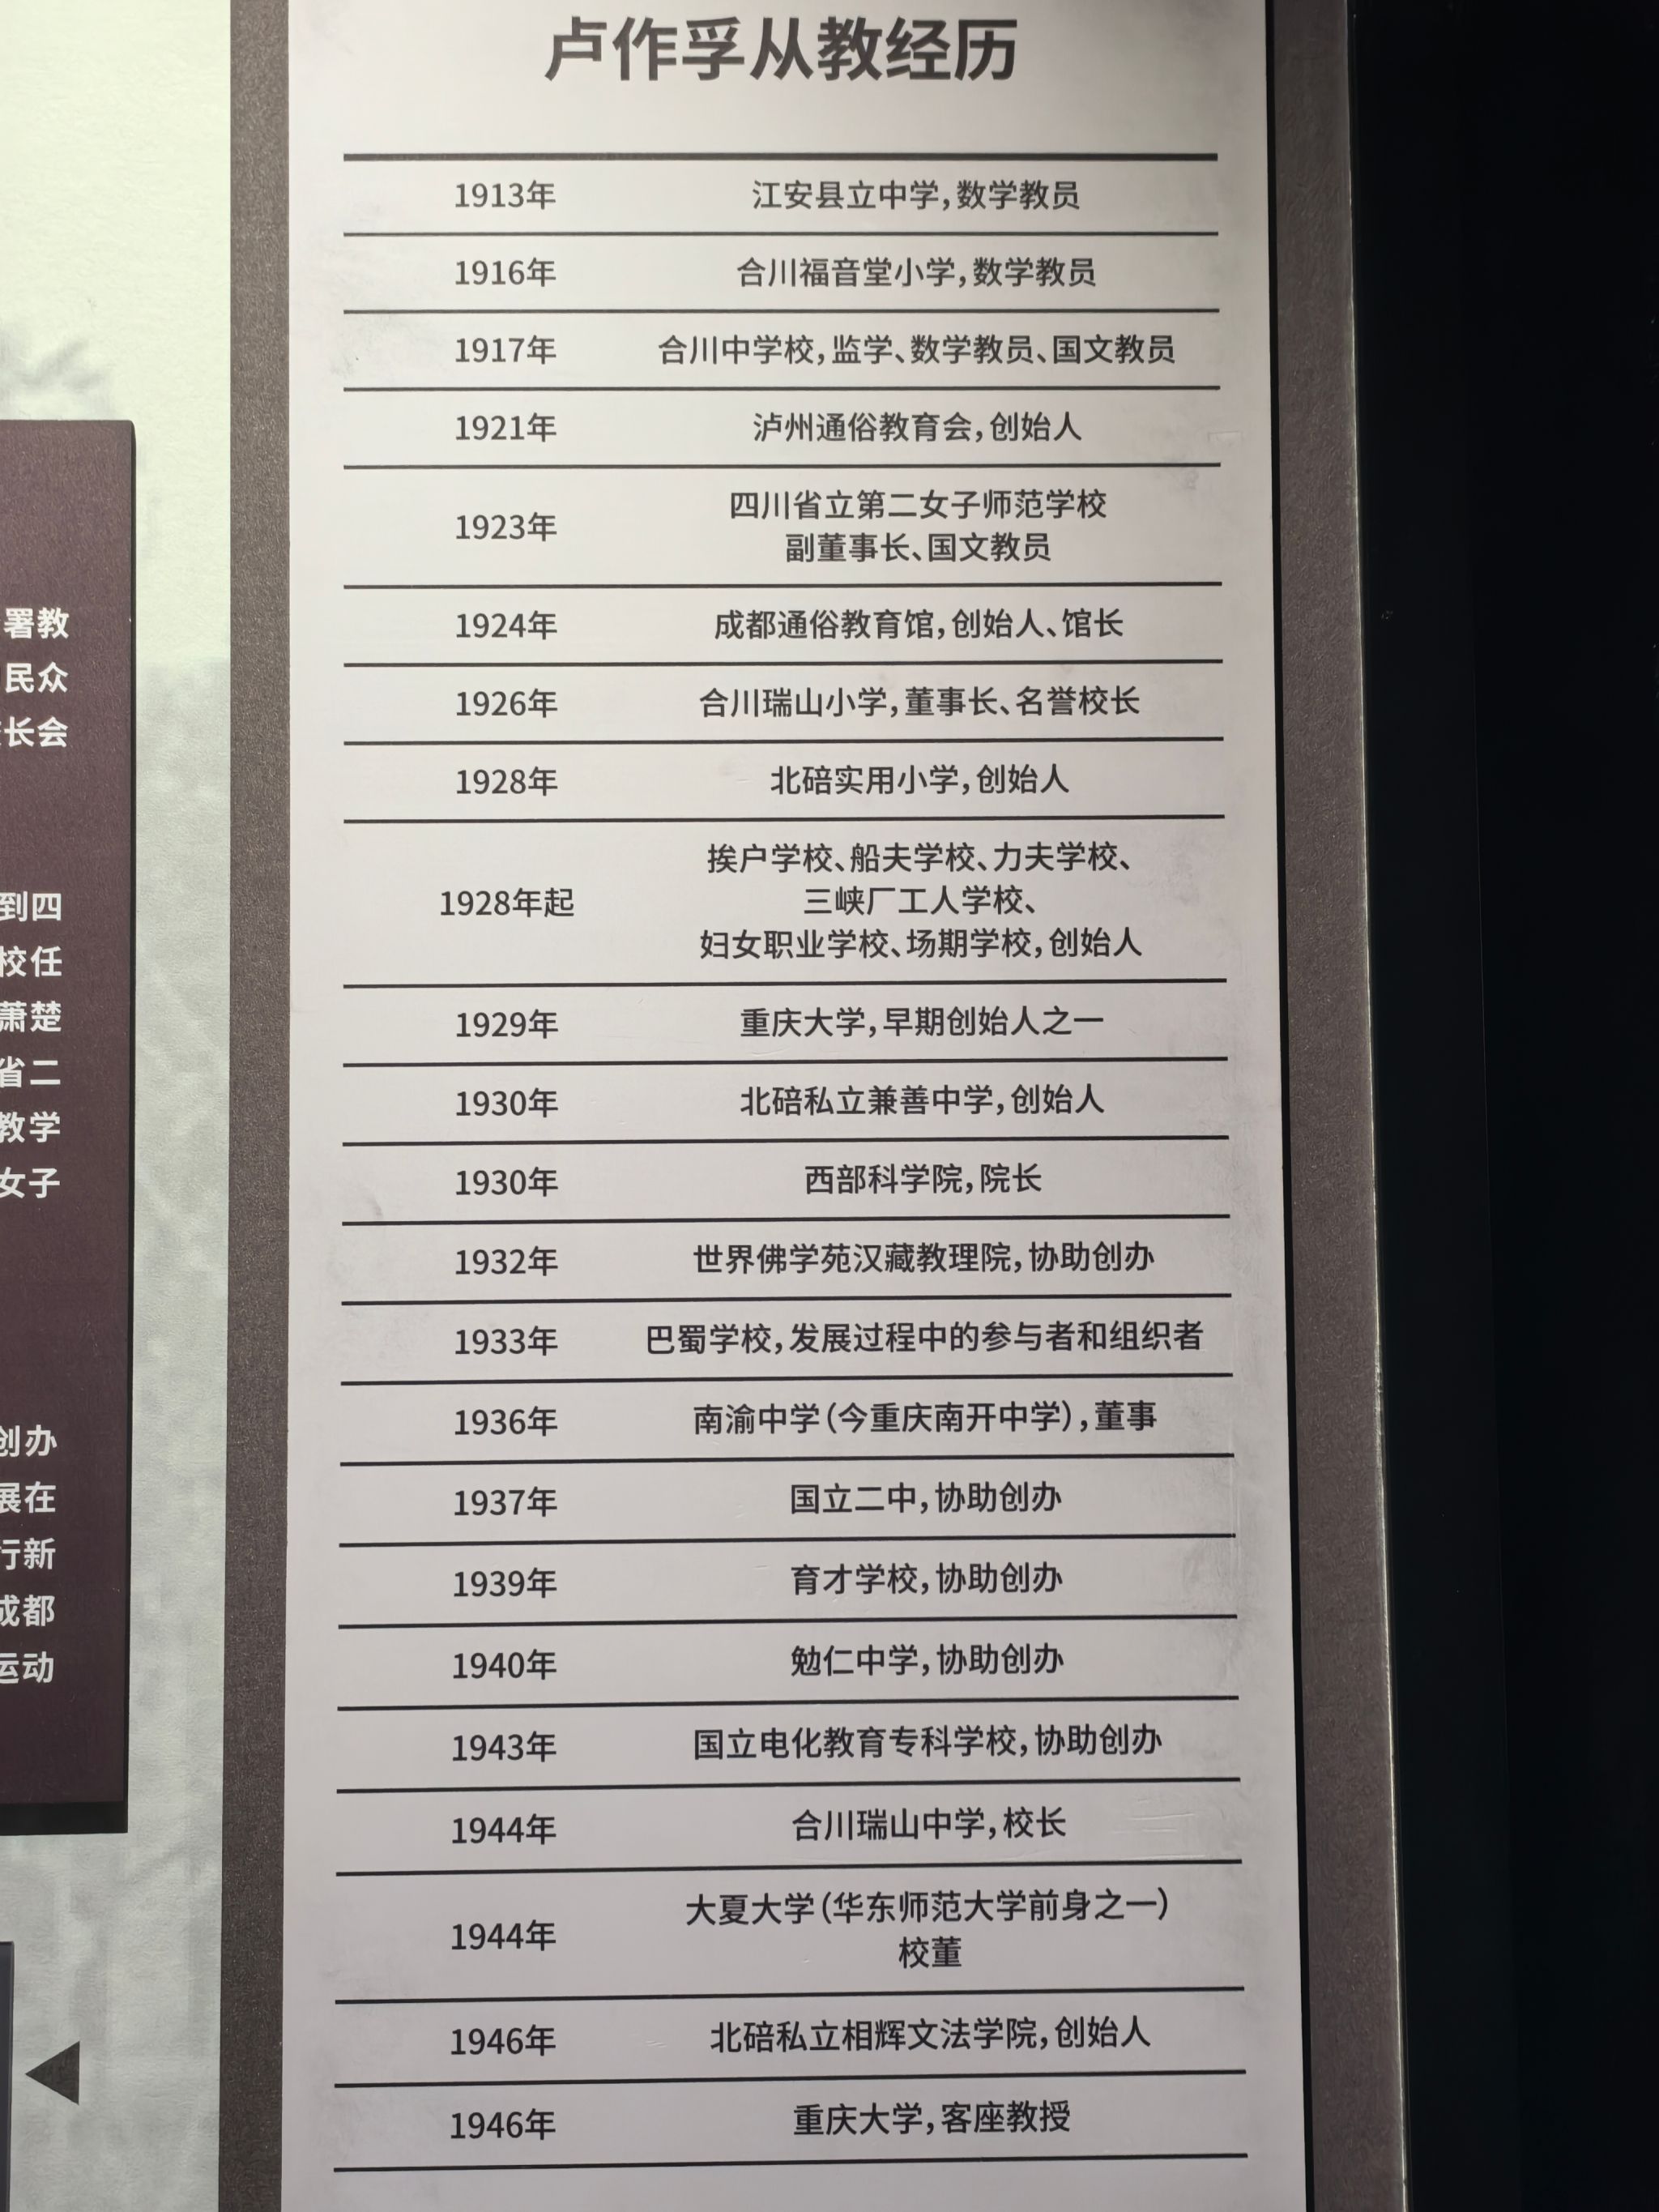 卢作孚从教经历
1913年 江安县立中学,数学教员
1916年 合川福音堂小学,数学教员
1917年 合川中学校,监学、数学教员、国文教员
1921年 泸州通俗教育会,创始人
1923年 四川省立第二女子师范学校
副董事长、国文教员
1924年 成都通俗教育馆,创始人、馆长
1926年 合川瑞山小学,董事长、名誉校长
1928年 北碚实用小学,创始人
1928年起 挨户学校、船夫学校、力夫学校、
三峡厂工人学校、
妇女职业学校、场期学校,创始人
1929年 重庆大学,早期创始人之一
1930年 北碚私立兼善中学,创始人
1930年 西部科学院,院长
1932年 世界佛学苑汉藏教理院,协助创办
1933年 巴蜀学校,发展过程中的参与者和组织者
1936年 南渝中学(今重庆南开中学),董事
1937年 国立二中,协助创办
1939年 育才学校,协助创办
1940年 勉仁中学,协助创办
1943年 国立电化教育专科学校,协助创办
1944年 合川瑞山中学,校长
1944年 大夏大学(华东师范大学前身之一)
校董
1946年 北碚私立相辉文法学院,创始人
1946年 重庆大学,客座教授
署教
民众
长会
到四
校任
萧楚
省二
教学
女子
创办
展在
行新
成都
运动